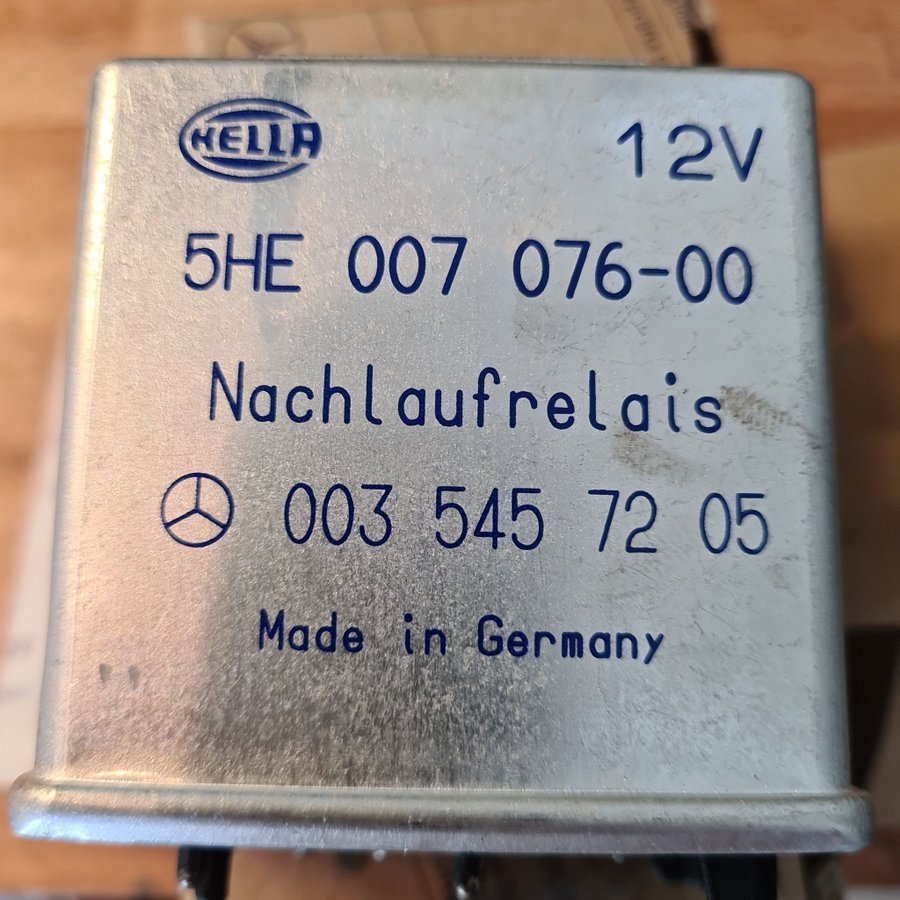 HELLA 12V
5HE 007 076-00
Nachlaufrelais
003 545 72 05
Made in Germany